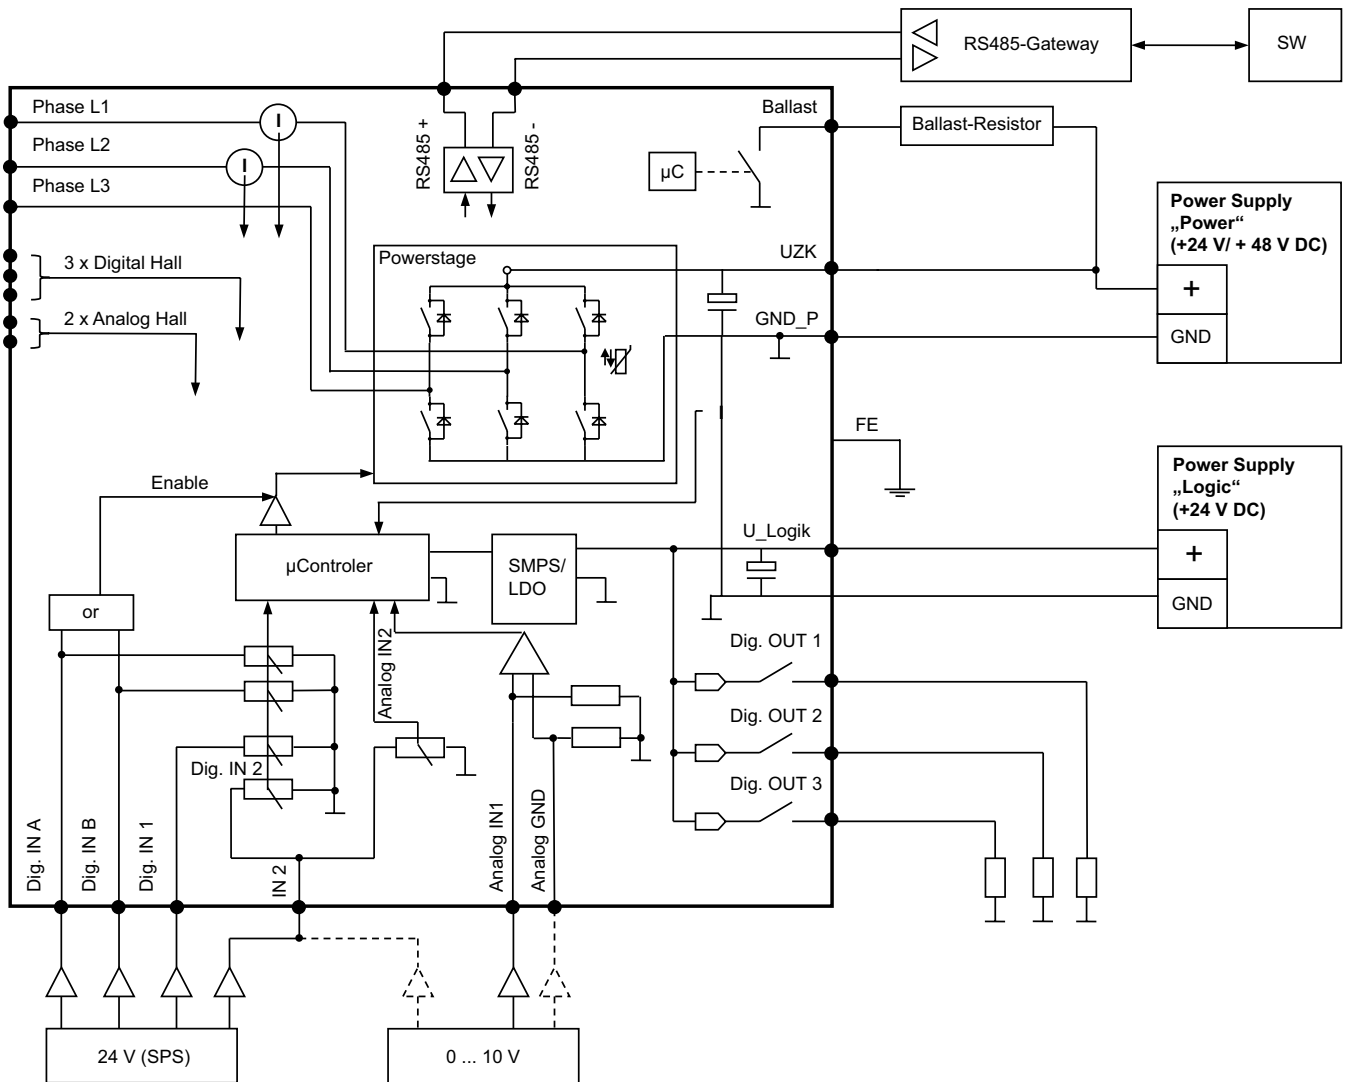 RS485-Gateway
SW
Phase L1
Phase L2
Phase L3
I
I
RS485 +
RS485 -
Ballast
Ballast-Resistor
µC
3 x Digital Hall
2 x Analog Hall
Powerstage
UZK
GND_P
Power Supply
„Power“
(+24 V/ + 48 V DC)
+
GND
FE
Enable
µControler
SMPS/
LDO
U_Logik
Power Supply
„Logic“
(+24 V DC)
+
GND
or
Analog IN2
Dig. IN 2
Dig. OUT 1
Dig. OUT 2
Dig. OUT 3
Dig. IN A
Dig. IN B
Dig. IN 1
IN 2
Analog IN1
Analog GND
24 V (SPS)
0 ... 10 V